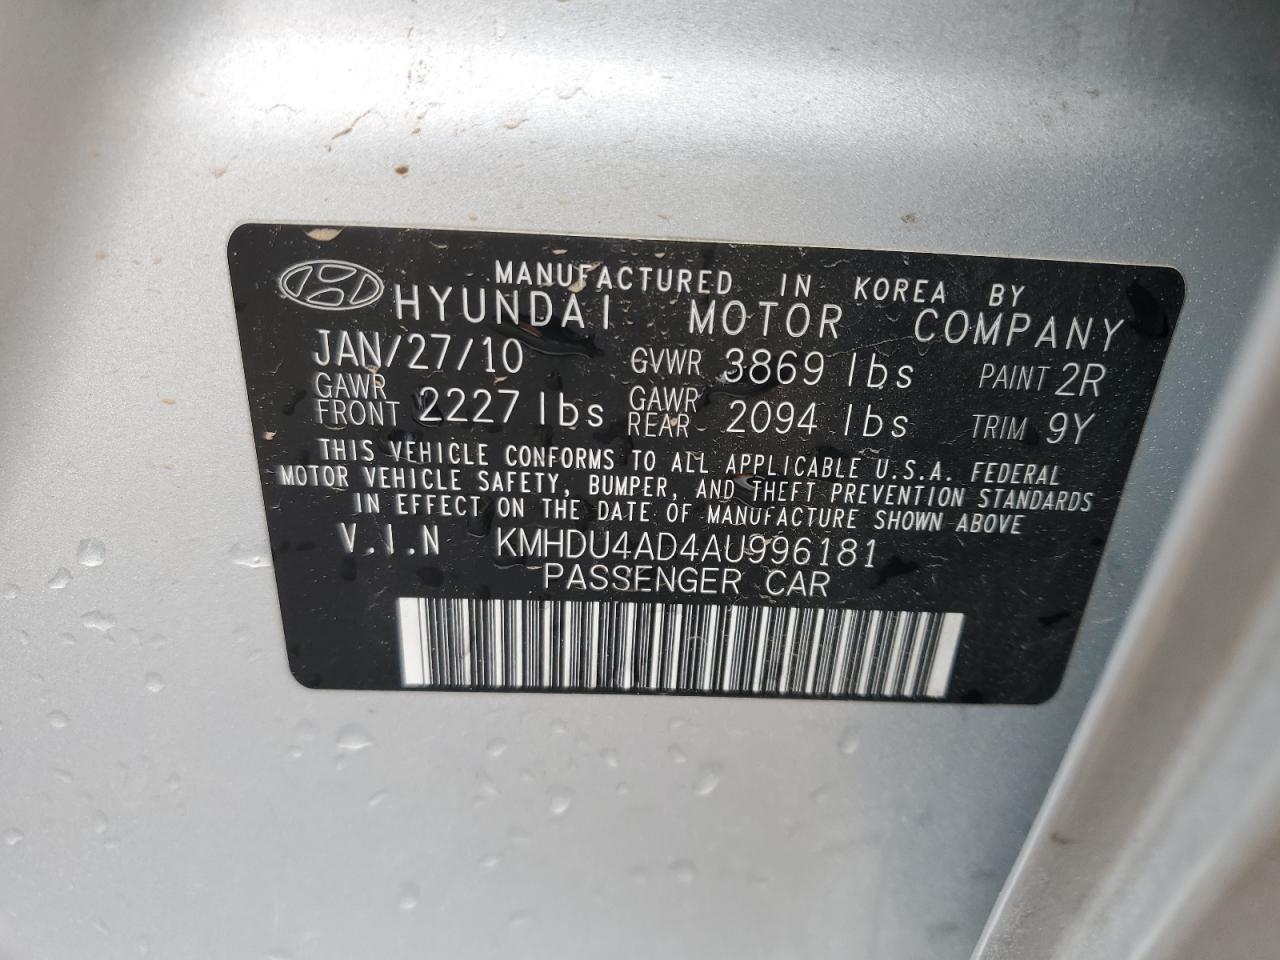 MANUFACTURED IN KOREA BY
HYUNDAI MOTOR COMPANY
JAN/27/10 GVWR 3869 lbs PAINT 2R
GAWR FRONT 2227 lbs GAWR REAR 2094 lbs TRIM 9Y
THIS VEHICLE CONFORMS TO ALL APPLICABLE U.S.A. FEDERAL
MOTOR VEHICLE SAFETY, BUMPER, AND THEFT PREVENTION STANDARDS
IN EFFECT ON THE DATE OF MANUFACTURE SHOWN ABOVE
V.I.N KMHDU4AD4AU996181
PASSENGER CAR